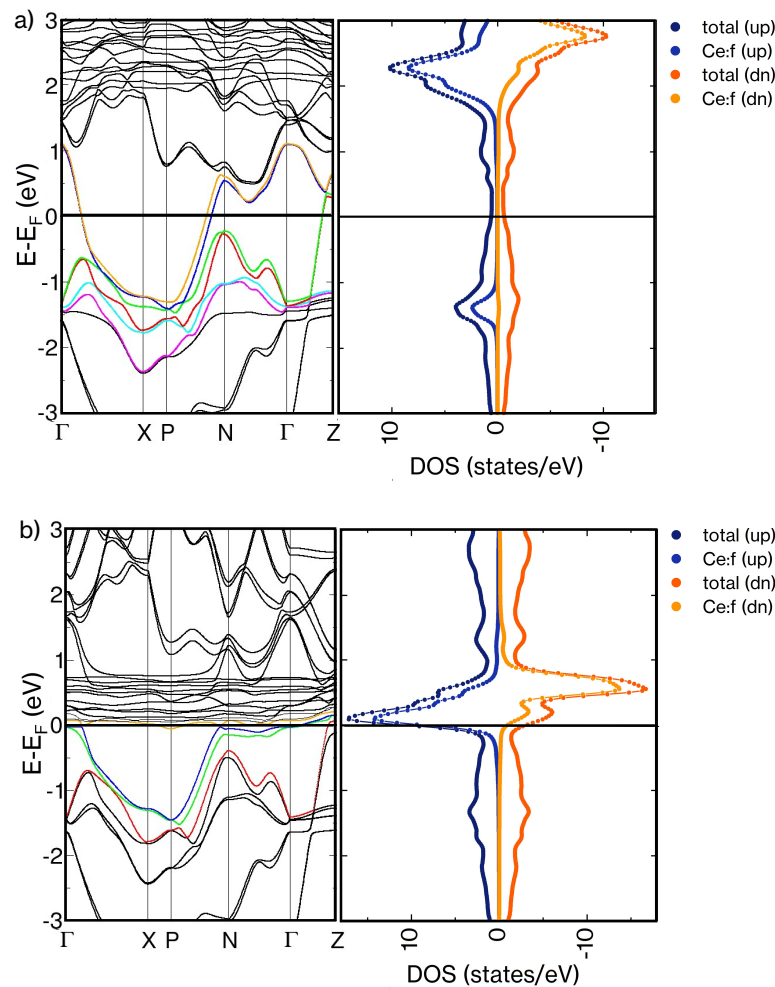 a)
3
2
1
0
-1
-2
-3
E-E_F (eV)
Γ X P N Γ Z
10 0 -10
DOS (states/eV)
total (up)
Ce:f (up)
total (dn)
Ce:f (dn)
b)
3
2
1
0
-1
-2
-3
E-E_F (eV)
Γ X P N Γ Z
10 0 -10
DOS (states/eV)
total (up)
Ce:f (up)
total (dn)
Ce:f (dn)